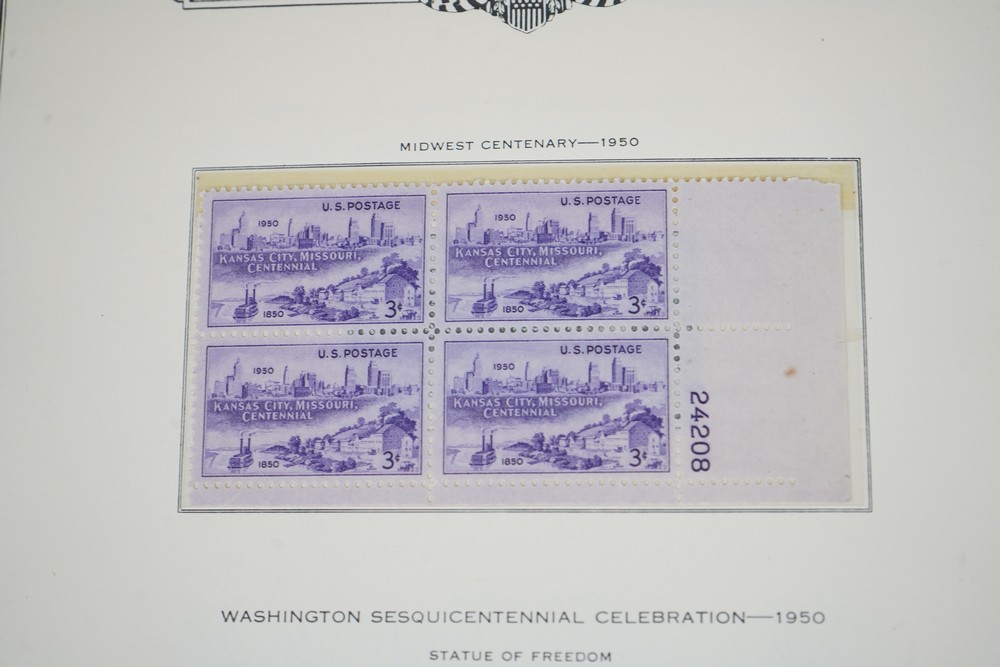 MIDWEST CENTENARY—1950
U.S. POSTAGE
1950
KANSAS CITY, MISSOURI,
CENTENNIAL
1850
3¢
U.S. POSTAGE
1950
KANSAS CITY, MISSOURI,
CENTENNIAL
1850
3¢
U.S. POSTAGE
1950
KANSAS CITY, MISSOURI,
CENTENNIAL
1850
3¢
U.S. POSTAGE
1950
KANSAS CITY, MISSOURI,
CENTENNIAL
1850
3¢
24208
WASHINGTON SESQUICENTENNIAL CELEBRATION—1950
STATUE OF FREEDOM